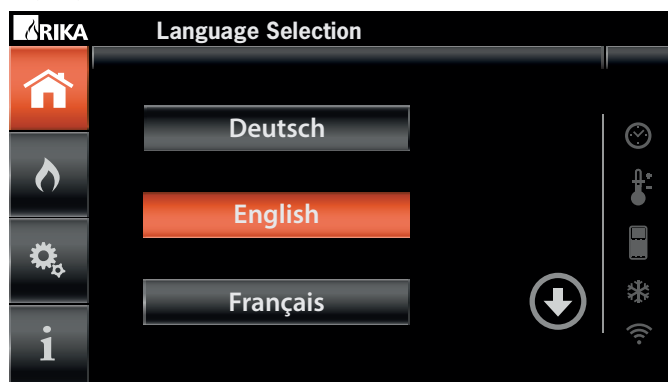 RIKA
Language Selection
Deutsch
English
Français
i